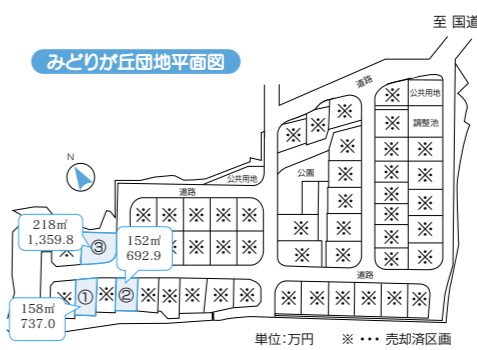 至 国道
みどりが丘団地平面図
道路
※ 公共用地
※ ※ ※ ※ 調整池
N
公共用地
公園 ※ ※ ※
道路
※ ※ ※
※ ※ ※ ※ ※ ※
218㎡
1,359.8
※ ③
152㎡
692.9
※ ※ ※ ※ ※
※ ※ ※ ※
※ ※ ※
道路
※ ① ※ ② ※ ※ ※ ※ ※
※ ※ ※ ※ ※ ※
158㎡
737.0
単位:万円 ※ ･･･ 売却済区画